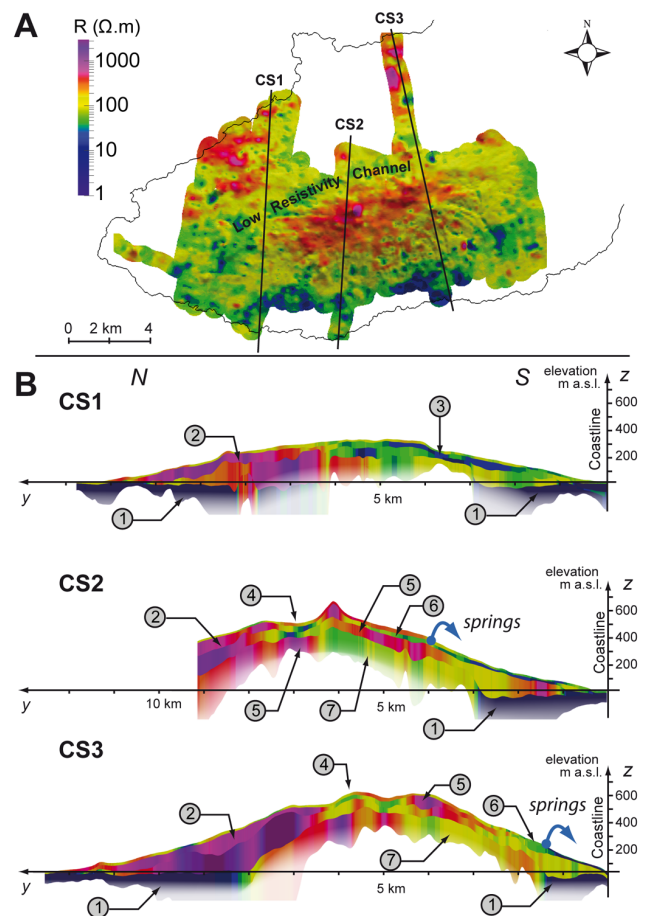 A
R (Ω.m)
1000
100
10
1
CS1
CS2
CS3
N
Low Resistivity Channel
0 2 km 4
B
N
S
CS1
elevation
m a.s.l.
z
600
400
200
Coastline
2
3
y
5 km
1
1
CS2
elevation
m a.s.l.
z
600
400
200
Coastline
2
4
5
6
springs
y
10 km
5
7
5 km
1
CS3
elevation
m a.s.l.
z
600
400
200
Coastline
2
4
5
6
springs
7
y
5 km
1
1